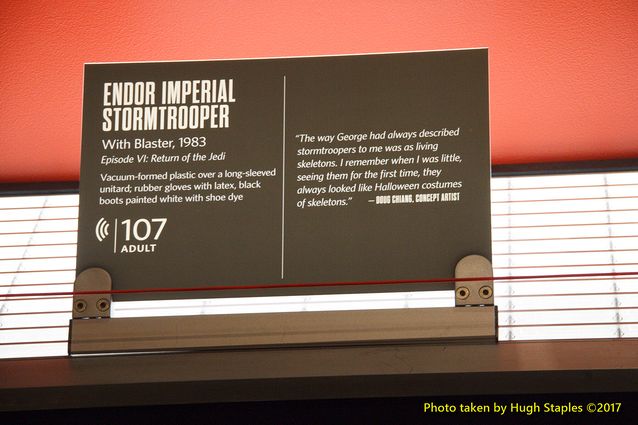 ENDOR IMPERIAL
STORMTROOPER
With Blaster, 1983
Episode VI: Return of the Jedi
Vacuum-formed plastic over a long-sleeved
unitard; rubber gloves with latex, black
boots painted white with shoe dye
107
ADULT
“The way George had always described
stormtroopers to me was as living
skeletons. I remember when I was little,
seeing them for the first time, they
always looked like Halloween costumes
of skeletons.” — DOUG CHIANG, CONCEPT ARTIST
Photo taken by Hugh Staples ©2017